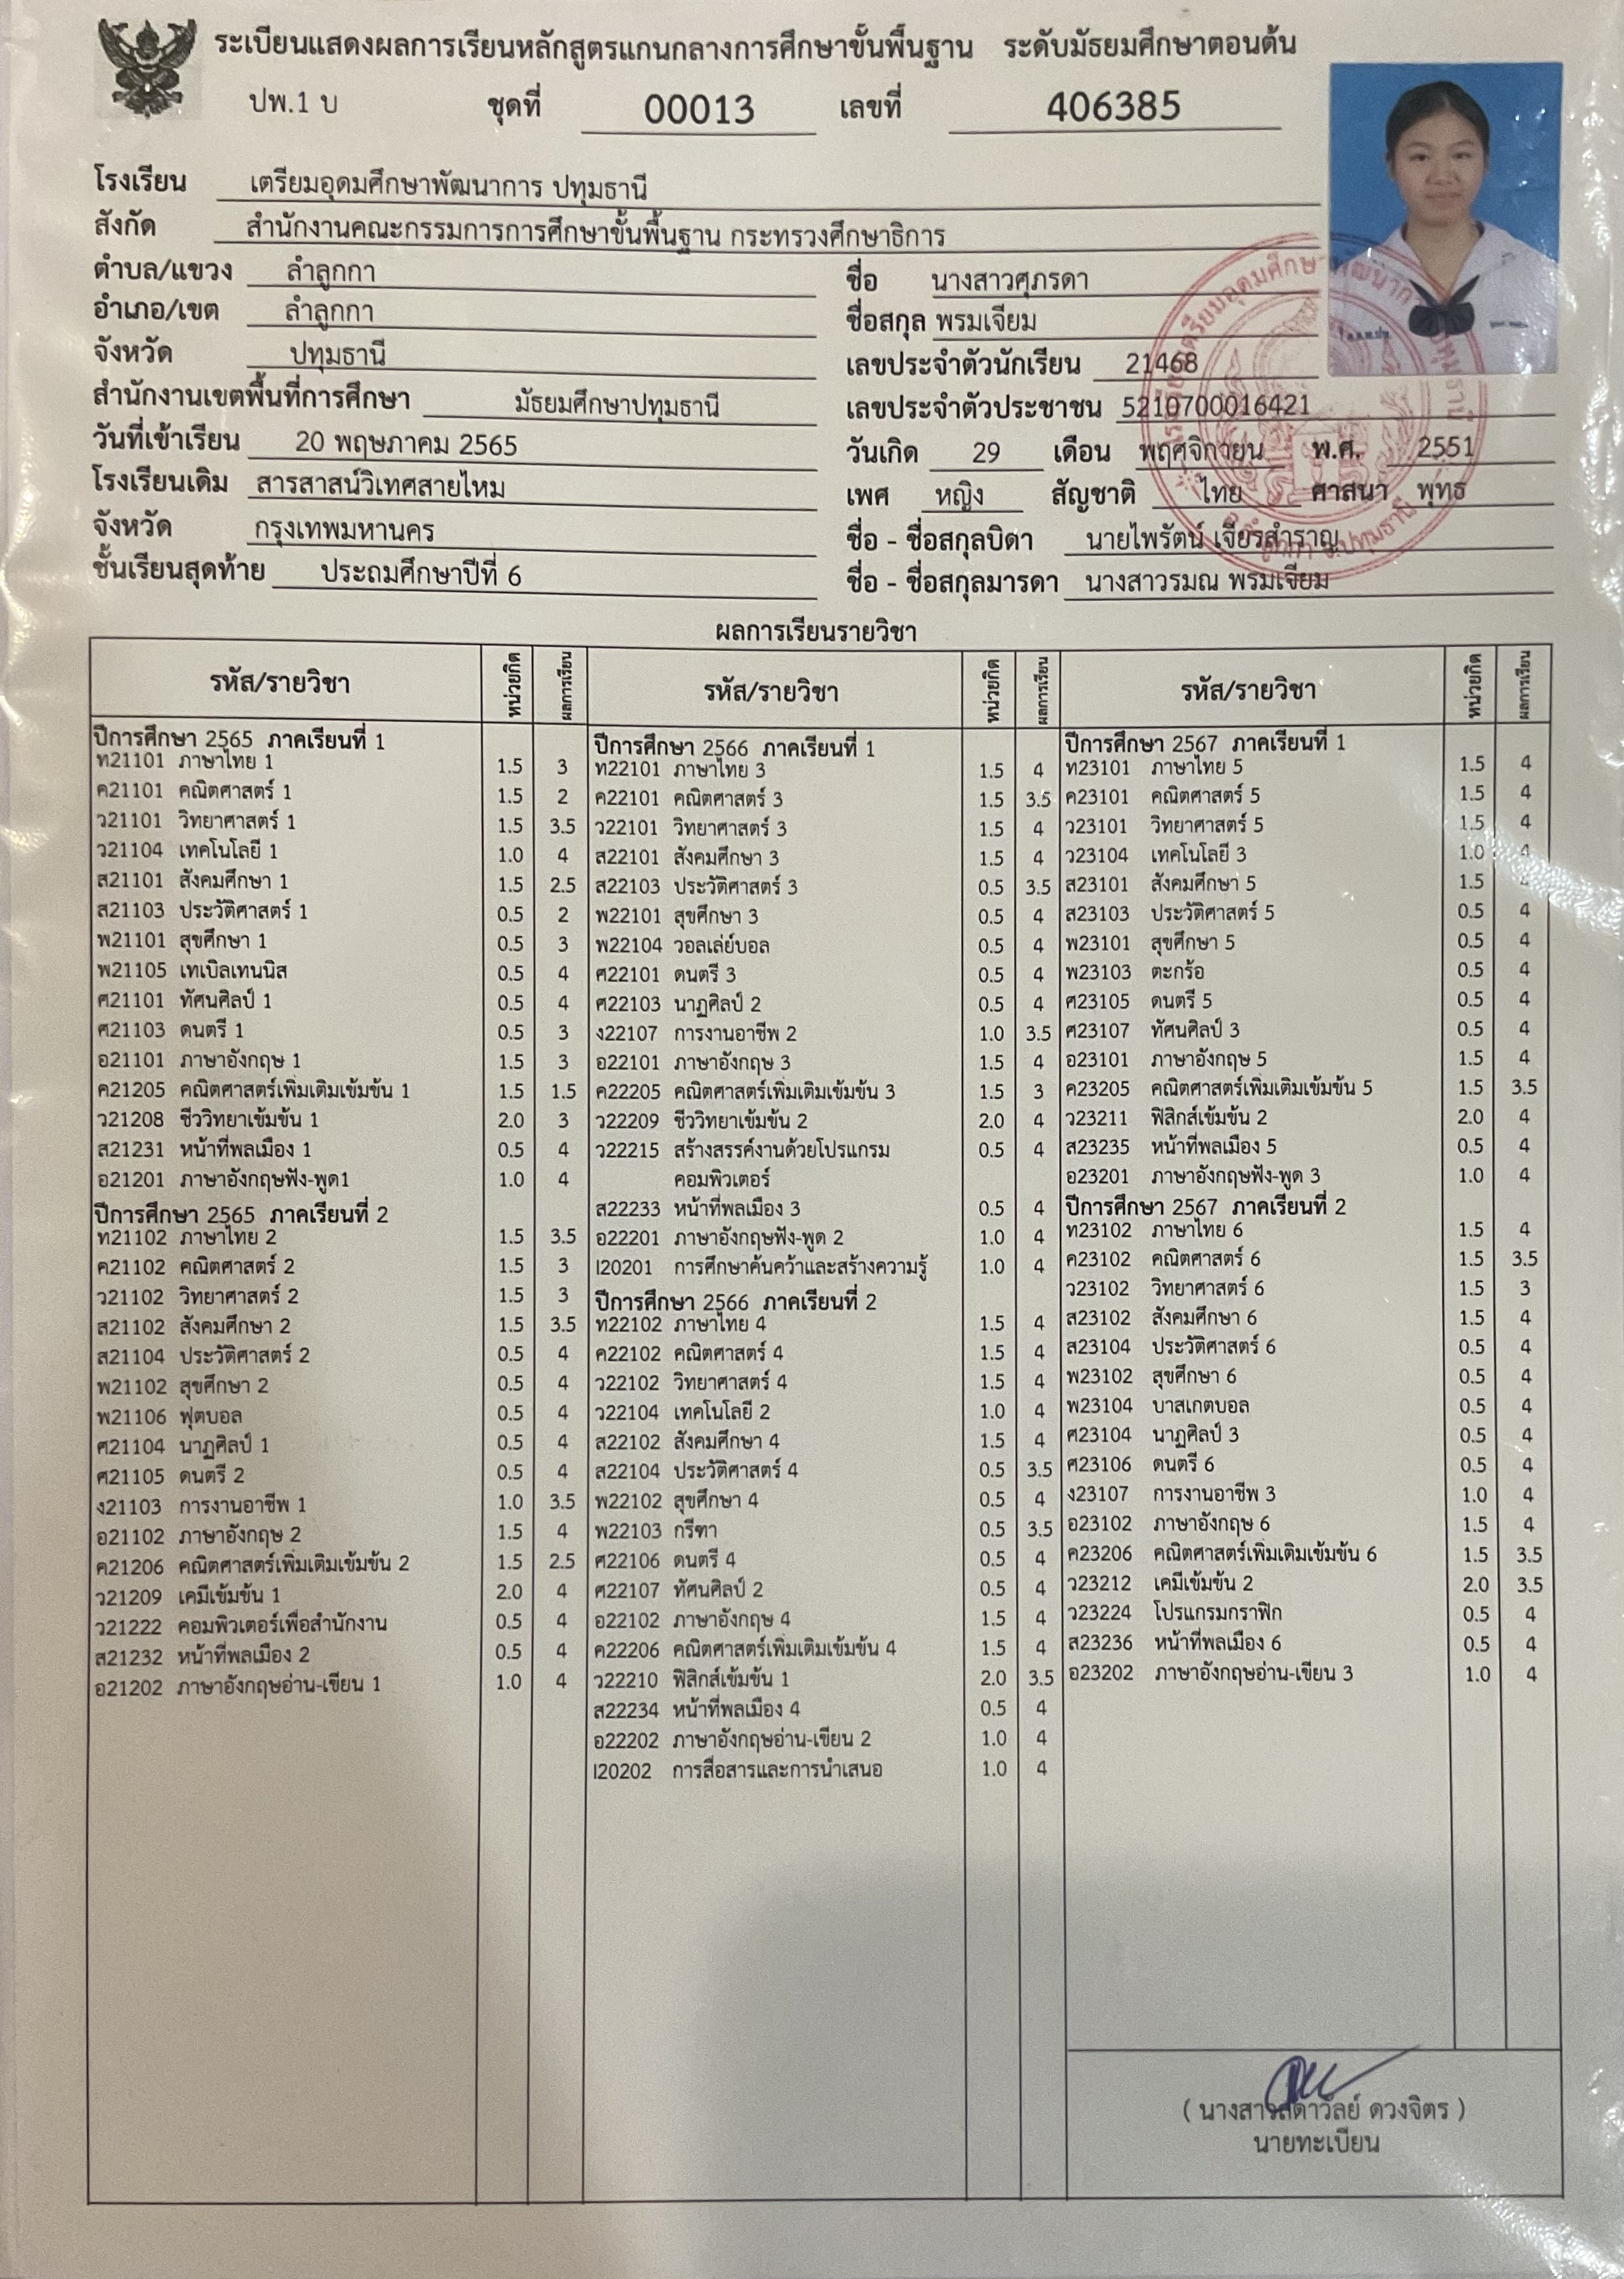 ระเบียนแสดงผลการเรียนหลักสูตรแกนกลางการศึกษาขั้นพื้นฐาน ระดับมัธยมศึกษาตอนต้น
ปพ.1 บ ชุดที่ 00013 เลขที่ 406385
โรงเรียน เตรียมอุดมศึกษาพัฒนาการ ปทุมธานี
สังกัด สำนักงานคณะกรรมการการศึกษาขั้นพื้นฐาน กระทรวงศึกษาธิการ
ตำบล/แขวง ลำลูกกา
อำเภอ/เขต ลำลูกกา
จังหวัด ปทุมธานี
สำนักงานเขตพื้นที่การศึกษา มัธยมศึกษาปทุมธานี
วันที่เข้าเรียน 20 พฤษภาคม 2565
โรงเรียนเดิม สารสาสน์วิเทศสายไหม
จังหวัด กรุงเทพมหานคร
ชั้นเรียนสุดท้าย ประถมศึกษาปีที่ 6
ชื่อ นางสาวศุภรดา
ชื่อสกุล พรมเจียม
เลขประจำตัวนักเรียน 21468
เลขประจำตัวประชาชน 5210700016421
วันเกิด 29 เดือน พฤศจิกายน พ.ศ. 2551
เพศ หญิง สัญชาติ ไทย ศาสนา พุทธ
ชื่อ - ชื่อสกุลบิดา นายไพรัตน์ เจียรสำราญ
ชื่อ - ชื่อสกุลมารดา นางสาวรมณ พรมเจียม
ผลการเรียนรายวิชา
รหัส/รายวิชา หน่วยกิต ผลการเรียน
ปีการศึกษา 2565 ภาคเรียนที่ 1
ท21101 ภาษาไทย 1 1.5 3
ค21101 คณิตศาสตร์ 1 1.5 2
ว21101 วิทยาศาสตร์ 1 1.5 3.5
ว21104 เทคโนโลยี 1 1.0 4
ส21101 สังคมศึกษา 1 1.5 2.5
ส21103 ประวัติศาสตร์ 1 0.5 2
พ21101 สุขศึกษา 1 0.5 3
พ21105 เทเบิลเทนนิส 0.5 4
ศ21101 ทัศนศิลป์ 1 0.5 4
ศ21103 ดนตรี 1 0.5 3
อ21101 ภาษาอังกฤษ 1 1.5 3
ค21205 คณิตศาสตร์เพิ่มเติมเข้มข้น 1 1.5 1.5
ว21208 ชีววิทยาเข้มข้น 1 2.0 3
ส21231 หน้าที่พลเมือง 1 0.5 4
อ21201 ภาษาอังกฤษฟัง-พูด1 1.0 4
ปีการศึกษา 2565 ภาคเรียนที่ 2
ท21102 ภาษาไทย 2 1.5 3.5
ค21102 คณิตศาสตร์ 2 1.5 3
ว21102 วิทยาศาสตร์ 2 1.5 3
ส21102 สังคมศึกษา 2 1.5 3.5
ส21104 ประวัติศาสตร์ 2 0.5 4
พ21102 สุขศึกษา 2 0.5 4
พ21106 ฟุตบอล 0.5 4
ศ21104 นาฏศิลป์ 1 0.5 4
ศ21105 ดนตรี 2 0.5 4
ง21103 การงานอาชีพ 1 1.0 3.5
อ21102 ภาษาอังกฤษ 2 1.5 4
ค21206 คณิตศาสตร์เพิ่มเติมเข้มข้น 2 1.5 2.5
ว21209 เคมีเข้มข้น 1 2.0 4
ว21222 คอมพิวเตอร์เพื่อสำนักงาน 0.5 4
ส21232 หน้าที่พลเมือง 2 0.5 4
อ21202 ภาษาอังกฤษอ่าน-เขียน 1 1.0 4
รหัส/รายวิชา หน่วยกิต ผลการเรียน
ปีการศึกษา 2566 ภาคเรียนที่ 1
ท22101 ภาษาไทย 3 1.5 4
ค22101 คณิตศาสตร์ 3 1.5 3.5
ว22101 วิทยาศาสตร์ 3 1.5 4
ส22101 สังคมศึกษา 3 1.5 4
ส22103 ประวัติศาสตร์ 3 0.5 3.5
พ22101 สุขศึกษา 3 0.5 4
พ22104 วอลเล่ย์บอล 0.5 4
ศ22101 ดนตรี 3 0.5 4
ศ22103 นาฏศิลป์ 2 0.5 4
ง22107 การงานอาชีพ 2 1.0 3.5
อ22101 ภาษาอังกฤษ 3 1.5 4
ค22205 คณิตศาสตร์เพิ่มเติมเข้มข้น 3 1.5 3
ว22209 ชีววิทยาเข้มข้น 2 2.0 4
ว22215 สร้างสรรค์งานด้วยโปรแกรม 0.5 4
คอมพิวเตอร์
ส22233 หน้าที่พลเมือง 3 0.5 4
อ22201 ภาษาอังกฤษฟัง-พูด 2 1.0 4
I20201 การศึกษาค้นคว้าและสร้างความรู้ 1.0 4
ปีการศึกษา 2566 ภาคเรียนที่ 2
ท22102 ภาษาไทย 4 1.5 4
ค22102 คณิตศาสตร์ 4 1.5 4
ว22102 วิทยาศาสตร์ 4 1.5 4
ว22104 เทคโนโลยี 2 1.0 4
ส22102 สังคมศึกษา 4 1.5 4
ส22104 ประวัติศาสตร์ 4 0.5 3.5
พ22102 สุขศึกษา 4 0.5 4
พ22103 กรีฑา 0.5 3.5
ศ22106 ดนตรี 4 0.5 4
ศ22107 ทัศนศิลป์ 2 0.5 4
อ22102 ภาษาอังกฤษ 4 1.5 4
ค22206 คณิตศาสตร์เพิ่มเติมเข้มข้น 4 1.5 4
ว22210 ฟิสิกส์เข้มข้น 1 2.0 3.5
ส22234 หน้าที่พลเมือง 4 0.5 4
อ22202 ภาษาอังกฤษอ่าน-เขียน 2 1.0 4
I20202 การสื่อสารและการนำเสนอ 1.0 4
รหัส/รายวิชา หน่วยกิต ผลการเรียน
ปีการศึกษา 2567 ภาคเรียนที่ 1
ท23101 ภาษาไทย 5 1.5 4
ค23101 คณิตศาสตร์ 5 1.5 4
ว23101 วิทยาศาสตร์ 5 1.5 4
ว23104 เทคโนโลยี 3 1.0 4
ส23101 สังคมศึกษา 5 1.5
ส23103 ประวัติศาสตร์ 5 0.5 4
พ23101 สุขศึกษา 5 0.5 4
พ23103 ตะกร้อ 0.5 4
ศ23105 ดนตรี 5 0.5 4
ศ23107 ทัศนศิลป์ 3 0.5 4
อ23101 ภาษาอังกฤษ 5 1.5 4
ค23205 คณิตศาสตร์เพิ่มเติมเข้มข้น 5 1.5 3.5
ว23211 ฟิสิกส์เข้มข้น 2 2.0 4
ส23235 หน้าที่พลเมือง 5 0.5 4
อ23201 ภาษาอังกฤษฟัง-พูด 3 1.0 4
ปีการศึกษา 2567 ภาคเรียนที่ 2
ท23102 ภาษาไทย 6 1.5 4
ค23102 คณิตศาสตร์ 6 1.5 3.5
ว23102 วิทยาศาสตร์ 6 1.5 3
ส23102 สังคมศึกษา 6 1.5 4
ส23104 ประวัติศาสตร์ 6 0.5 4
พ23102 สุขศึกษา 6 0.5 4
พ23104 บาสเกตบอล 0.5 4
ศ23104 นาฏศิลป์ 3 0.5 4
ศ23106 ดนตรี 6 0.5 4
ง23107 การงานอาชีพ 3 1.0 4
อ23102 ภาษาอังกฤษ 6 1.5 4
ค23206 คณิตศาสตร์เพิ่มเติมเข้มข้น 6 1.5 3.5
ว23212 เคมีเข้มข้น 2 2.0 3.5
ว23224 โปรแกรมกราฟิก 0.5 4
ส23236 หน้าที่พลเมือง 6 0.5 4
อ23202 ภาษาอังกฤษอ่าน-เขียน 3 1.0 4
( นางสาวลดาวัลย์ ดวงจิตร )
นายทะเบียน